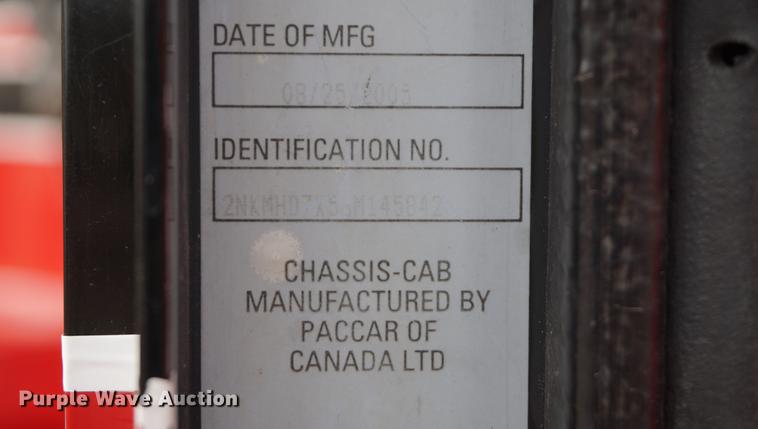 DATE OF MFG
IDENTIFICATION NO.
CHASSIS-CAB
MANUFACTURED BY
PACCAR OF
CANADA LTD
Purple Wave Auction